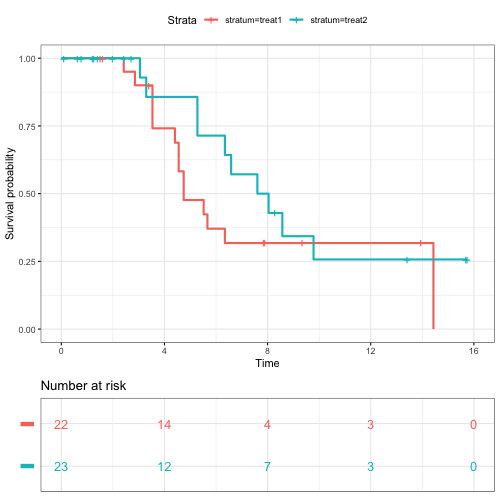 Strata stratum=treat1 stratum=treat2
1.00
0.75
0.50
0.25
0.00
Survival probability
0 4 8 12 16
Time
Number at risk
22 14 4 3 0
23 12 7 3 0